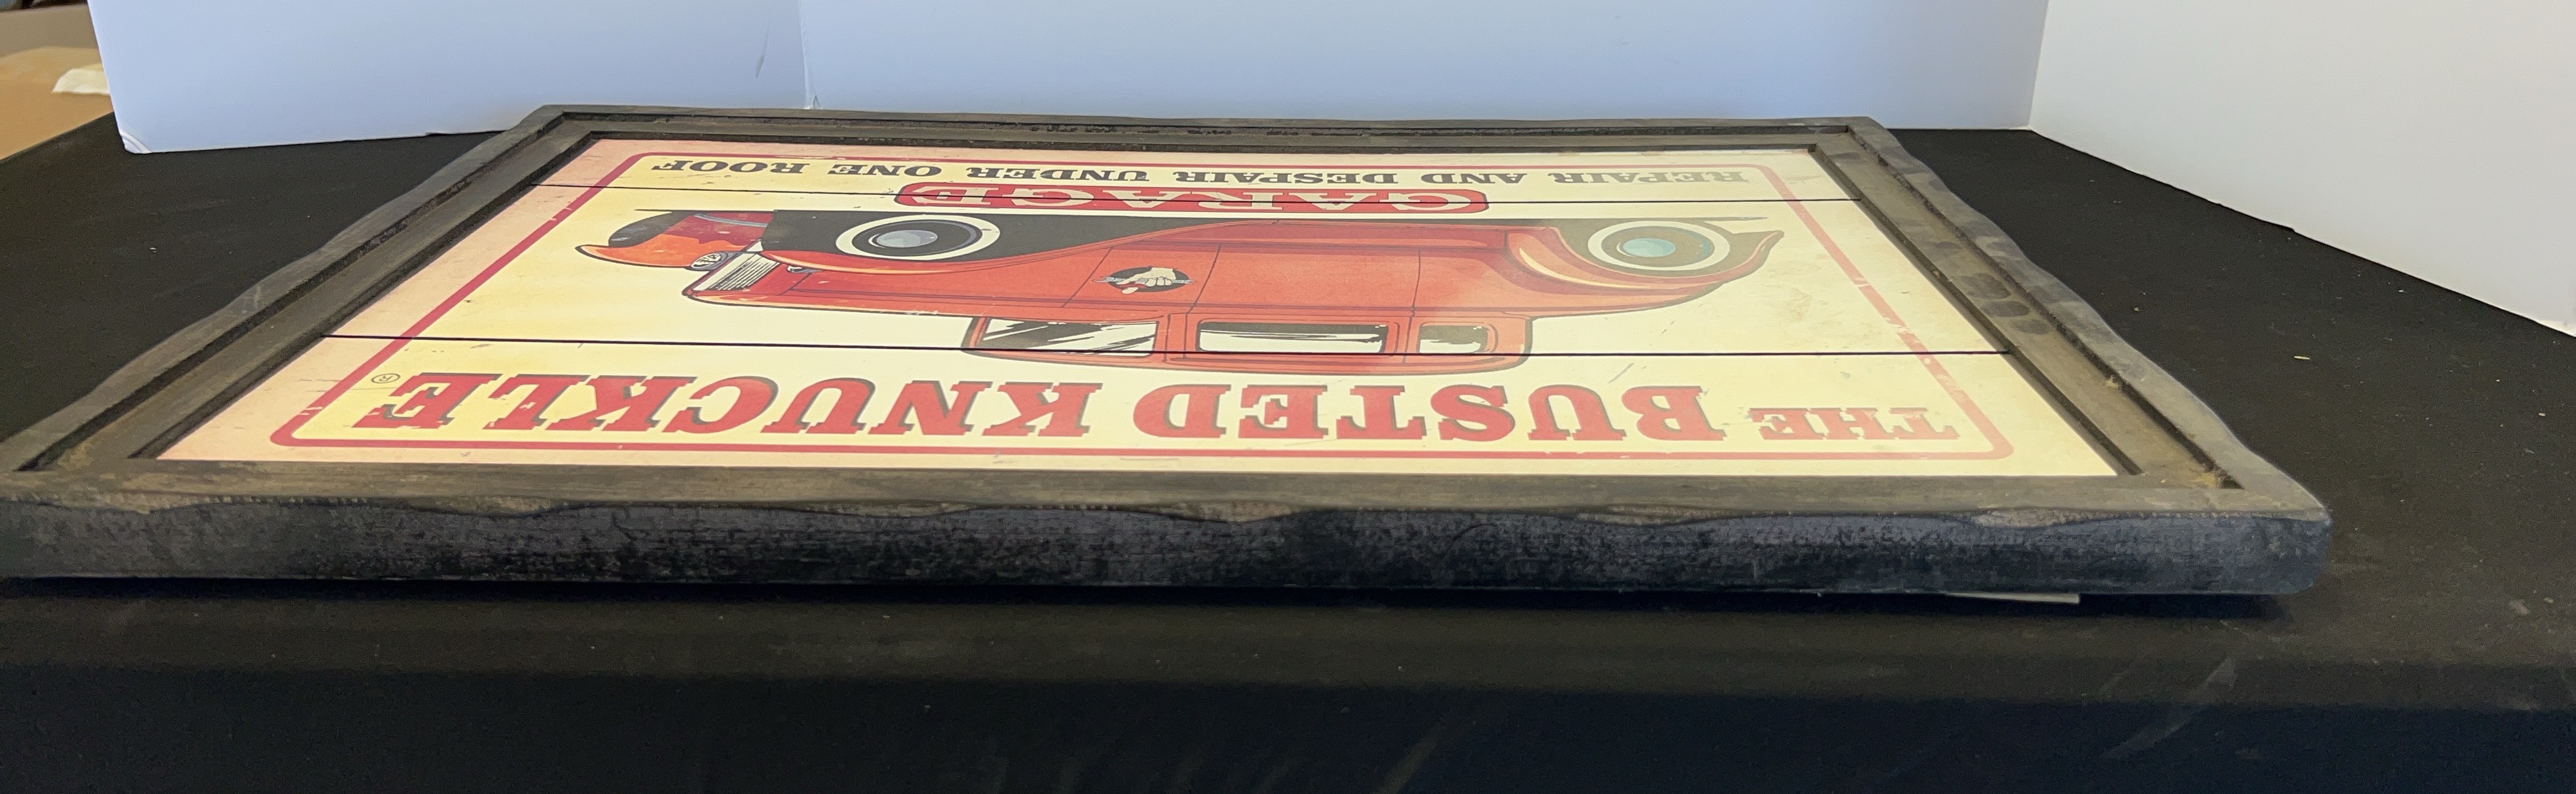 THE BUSTED KNUCKLE®
GARAGE
REPAIR AND DESPAIR UNDER ONE ROOF